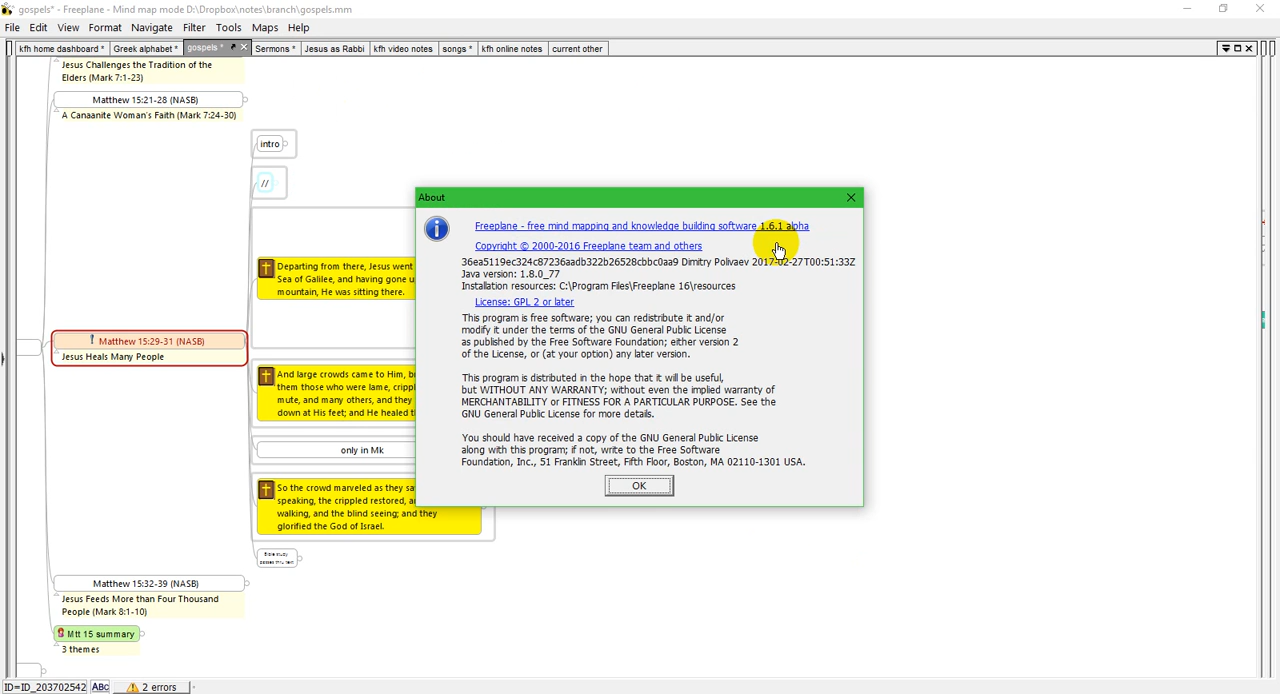 gospels* - Freeplane - Mind map mode D:\Dropbox\notes\branch\gospels.mm
File Edit View Format Navigate Filter Tools Maps Help
kfh home dashboard * Greek alphabet * gospels * Sermons * Jesus as Rabbi kfh video notes songs * kfh online notes current other
Jesus Challenges the Tradition of the
Elders (Mark 7:1-23)
Matthew 15:21-28 (NASB)
A Canaanite Woman's Faith (Mark 7:24-30)
intro
//
Departing from there, Jesus went
Sea of Galilee, and having gone u
mountain, He was sitting there.
Matthew 15:29-31 (NASB)
Jesus Heals Many People
And large crowds came to Him, b
them those who were lame, crippl
mute, and many others, and they
down at His feet; and He healed t
only in Mk
So the crowd marveled as they sa
speaking, the crippled restored, a
walking, and the blind seeing; and they
glorified the God of Israel.
Bible study
passes thru text
Matthew 15:32-39 (NASB)
Jesus Feeds More than Four Thousand
People (Mark 8:1-10)
Mtt 15 summary
3 themes
About
Freeplane - free mind mapping and knowledge building software 1.6.1 alpha
Copyright © 2000-2016 Freeplane team and others
36ea5119ec324c87236aadb322b26528cbbc0aa9 Dimitry Polivaev 2017-02-27T00:51:33Z
Java version: 1.8.0_77
Installation resources: C:\Program Files\Freeplane 16\resources
License: GPL 2 or later
This program is free software; you can redistribute it and/or
modify it under the terms of the GNU General Public License
as published by the Free Software Foundation; either version 2
of the License, or (at your option) any later version.
This program is distributed in the hope that it will be useful,
but WITHOUT ANY WARRANTY; without even the implied warranty of
MERCHANTABILITY or FITNESS FOR A PARTICULAR PURPOSE. See the
GNU General Public License for more details.
You should have received a copy of the GNU General Public License
along with this program; if not, write to the Free Software
Foundation, Inc., 51 Franklin Street, Fifth Floor, Boston, MA 02110-1301 USA.
OK
ID=ID_203702542 ABC 2 errors